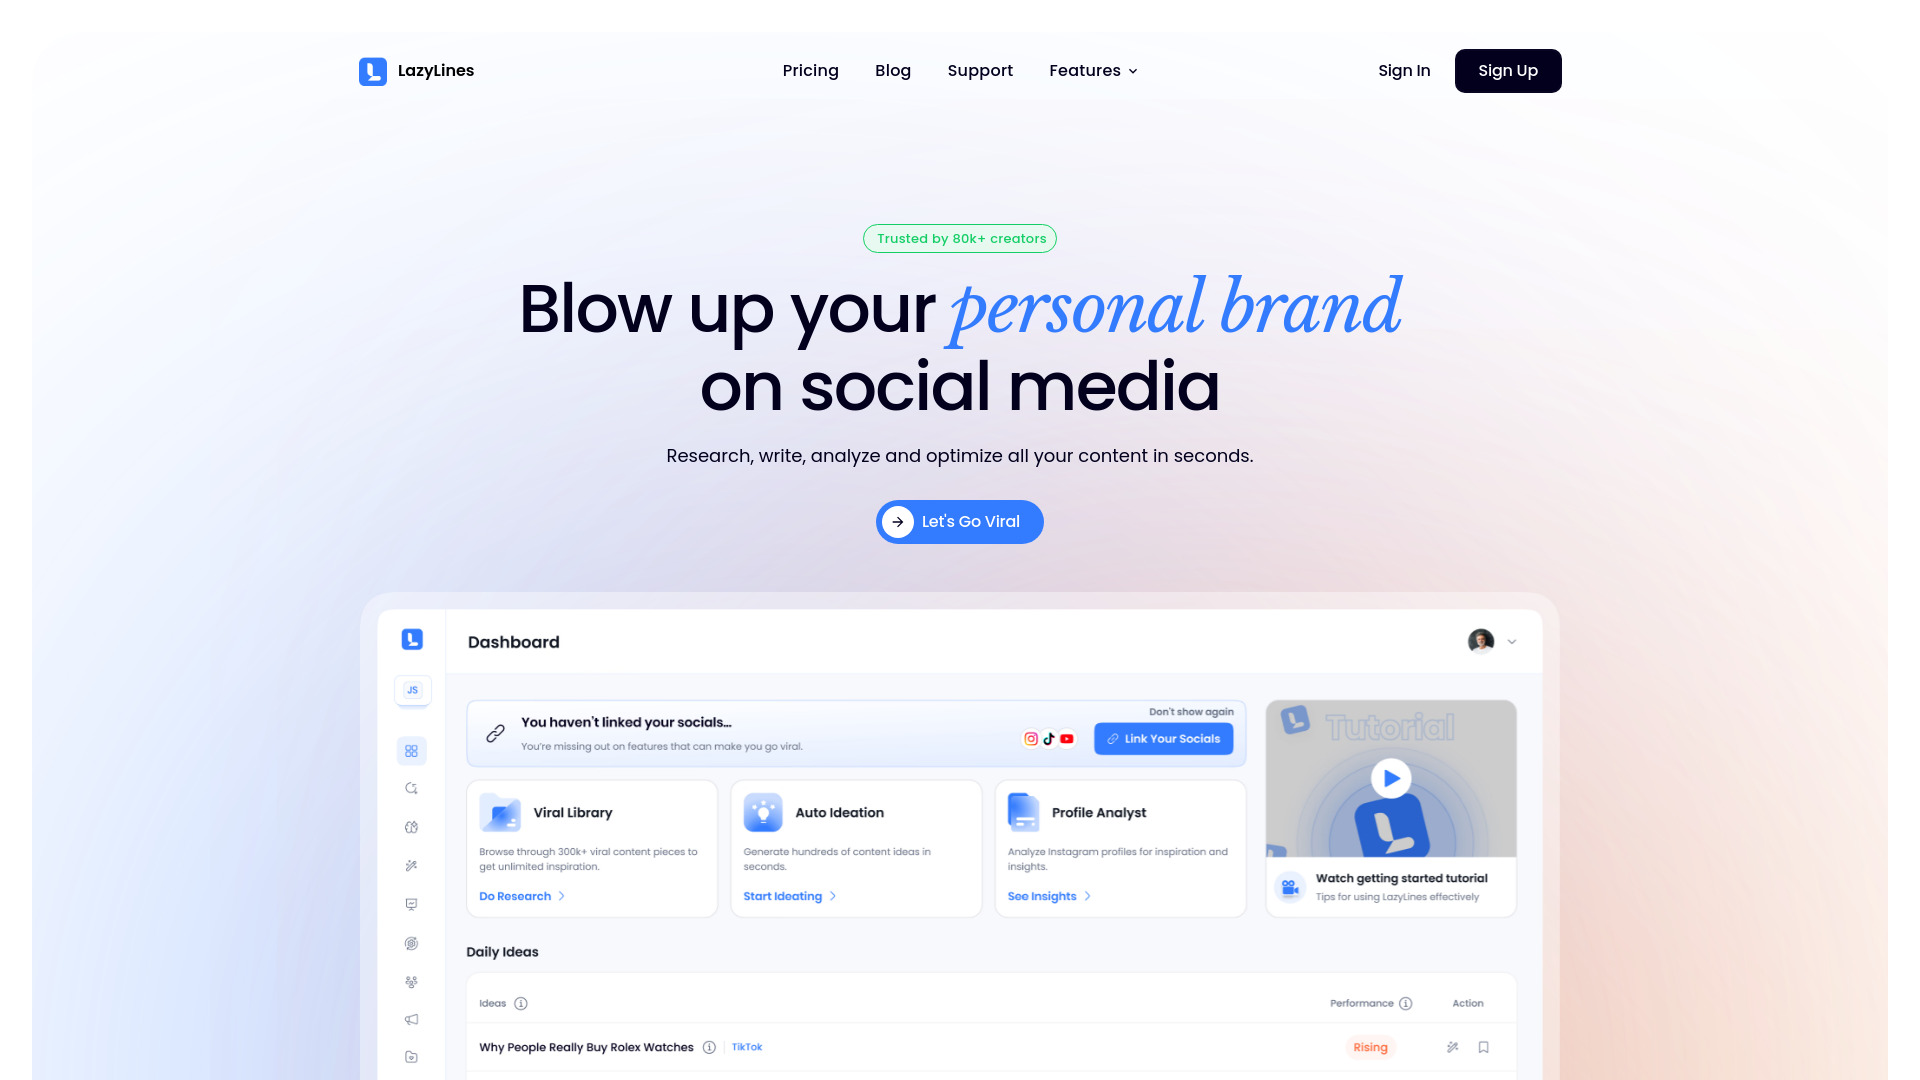 LazyLines
Pricing
Blog
Support
Features
Sign In
Sign Up
Trusted by 80k+ creators
Blow up your personal brand
on social media
Research, write, analyze and optimize all your content in seconds.
Let's Go Viral
Dashboard
JS
You haven't linked your socials...
You're missing out on features that can make you go viral.
Don't show again
Link Your Socials
Viral Library
Browse through 300k+ viral content pieces to
get unlimited inspiration.
Do Research
Auto Ideation
Generate hundreds of content ideas in
seconds.
Start Ideating
Profile Analyst
Analyze Instagram profiles for inspiration and
insights.
See Insights
Tutorial
Watch getting started tutorial
Tips for using LazyLines effectively
Daily Ideas
Ideas
Performance
Action
Why People Really Buy Rolex Watches
TikTok
Rising